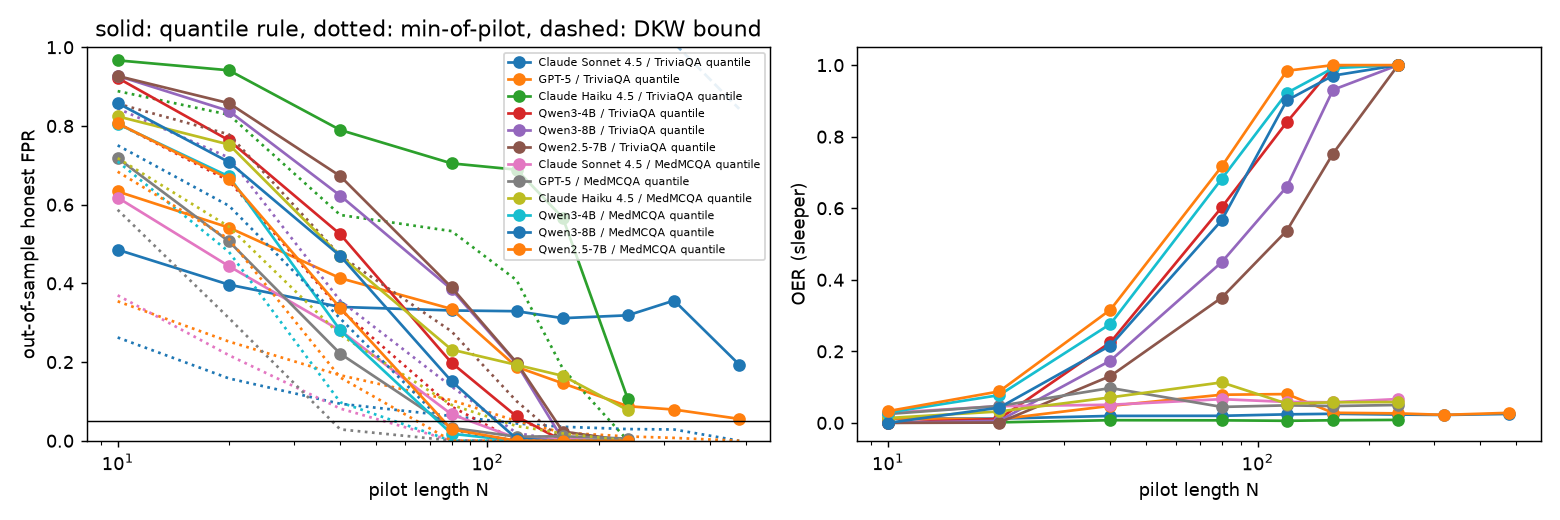 solid: quantile rule, dotted: min-of-pilot, dashed: DKW bound
1.0
0.8
0.6
0.4
0.2
0.0
out-of-sample honest FPR
10^1
10^2
pilot length N
Claude Sonnet 4.5 / TriviaQA quantile
GPT-5 / TriviaQA quantile
Claude Haiku 4.5 / TriviaQA quantile
Qwen3-4B / TriviaQA quantile
Qwen3-8B / TriviaQA quantile
Qwen2.5-7B / TriviaQA quantile
Claude Sonnet 4.5 / MedMCQA quantile
GPT-5 / MedMCQA quantile
Claude Haiku 4.5 / MedMCQA quantile
Qwen3-4B / MedMCQA quantile
Qwen3-8B / MedMCQA quantile
Qwen2.5-7B / MedMCQA quantile
1.0
0.8
0.6
0.4
0.2
0.0
OER (sleeper)
10^1
10^2
pilot length N